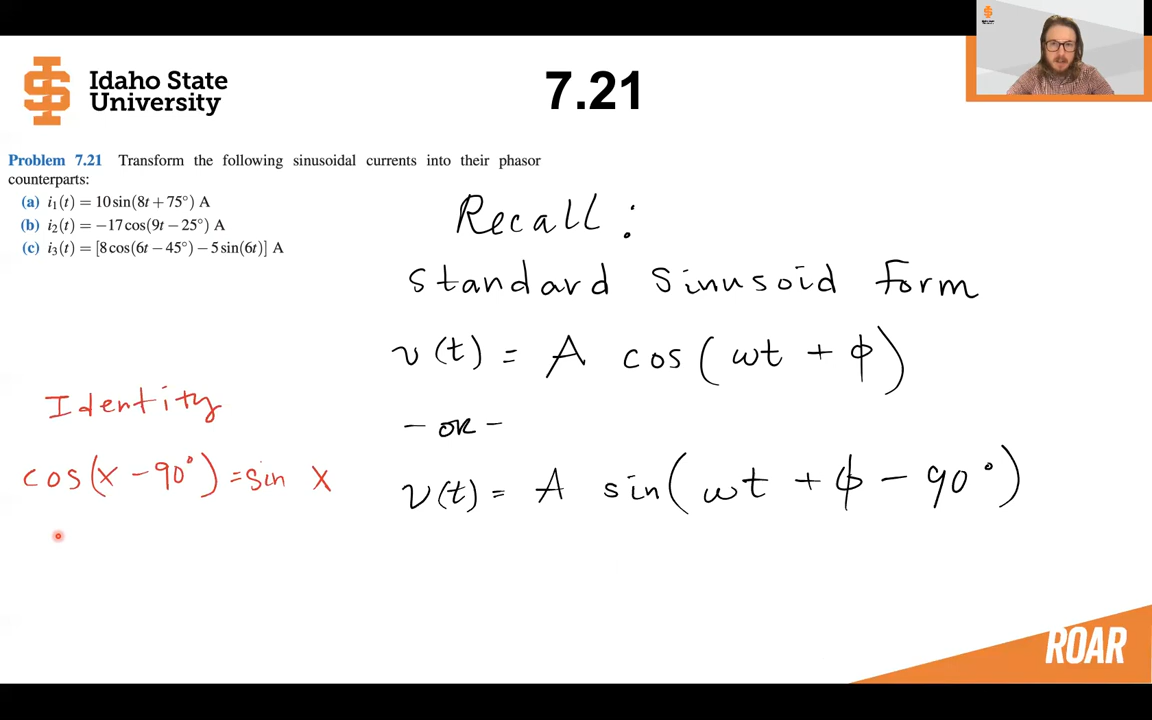 Idaho State
University
7.21
Problem 7.21 Transform the following sinusoidal currents into their phasor
counterparts:
(a) i₁(t) = 10 sin(8t + 75°) A
(b) i₂(t) = −17 cos(9t − 25°) A
(c) i₃(t) = [8 cos(6t − 45°) − 5 sin(6t)] A
Recall:
Standard Sinusoid form
v(t) = A cos(ωt + ϕ)
- OR -
v(t) = A sin(ωt + ϕ - 90°)
Identity
cos(x - 90°) = sin x
ROAR